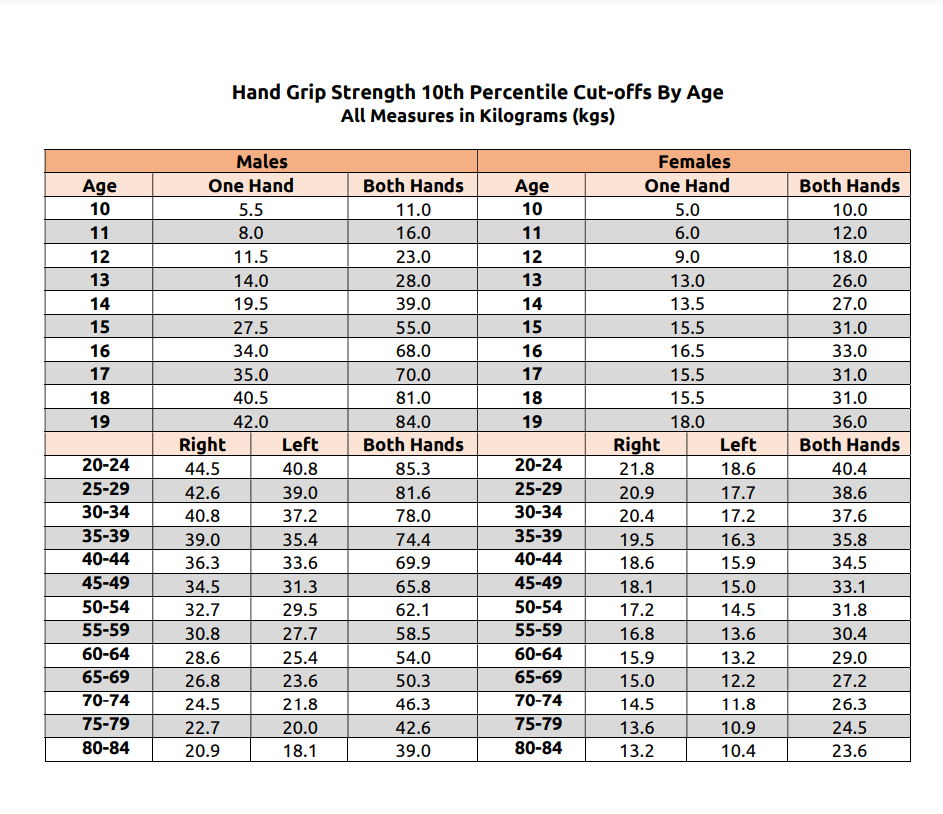 Hand Grip Strength 10th Percentile Cut-offs By Age
All Measures in Kilograms (kgs)
Males Females
Age One Hand Both Hands Age One Hand Both Hands
10 5.5 11.0 10 5.0 10.0
11 8.0 16.0 11 6.0 12.0
12 11.5 23.0 12 9.0 18.0
13 14.0 28.0 13 13.0 26.0
14 19.5 39.0 14 13.5 27.0
15 27.5 55.0 15 15.5 31.0
16 34.0 68.0 16 16.5 33.0
17 35.0 70.0 17 15.5 31.0
18 40.5 81.0 18 15.5 31.0
19 42.0 84.0 19 18.0 36.0
Right Left Both Hands Right Left Both Hands
20-24 44.5 40.8 85.3 20-24 21.8 18.6 40.4
25-29 42.6 39.0 81.6 25-29 20.9 17.7 38.6
30-34 40.8 37.2 78.0 30-34 20.4 17.2 37.6
35-39 39.0 35.4 74.4 35-39 19.5 16.3 35.8
40-44 36.3 33.6 69.9 40-44 18.6 15.9 34.5
45-49 34.5 31.3 65.8 45-49 18.1 15.0 33.1
50-54 32.7 29.5 62.1 50-54 17.2 14.5 31.8
55-59 30.8 27.7 58.5 55-59 16.8 13.6 30.4
60-64 28.6 25.4 54.0 60-64 15.9 13.2 29.0
65-69 26.8 23.6 50.3 65-69 15.0 12.2 27.2
70-74 24.5 21.8 46.3 70-74 14.5 11.8 26.3
75-79 22.7 20.0 42.6 75-79 13.6 10.9 24.5
80-84 20.9 18.1 39.0 80-84 13.2 10.4 23.6